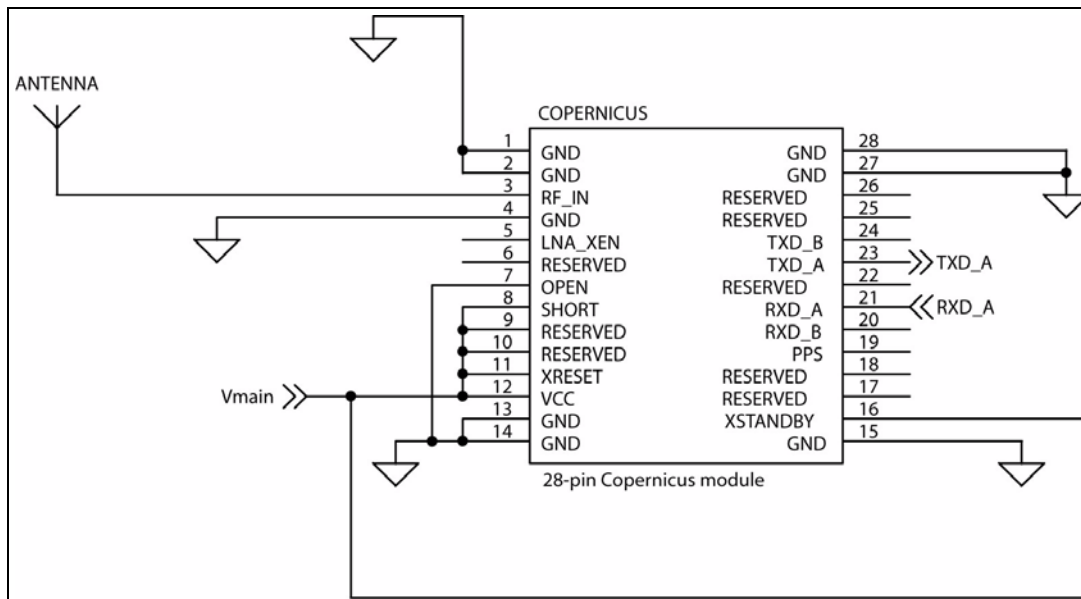 ANTENNA
COPERNICUS
1 GND GND 28
2 GND GND 27
3 RF_IN RESERVED 26
4 GND RESERVED 25
5 LNA_XEN TXD_B 24
6 RESERVED TXD_A 23 TXD_A
7 OPEN RESERVED 22
8 SHORT RXD_A 21 RXD_A
9 RESERVED RXD_B 20
10 RESERVED PPS 19
11 XRESET RESERVED 18
Vmain 12 VCC RESERVED 17
13 GND XSTANDBY 16
14 GND GND 15
28-pin Copernicus module